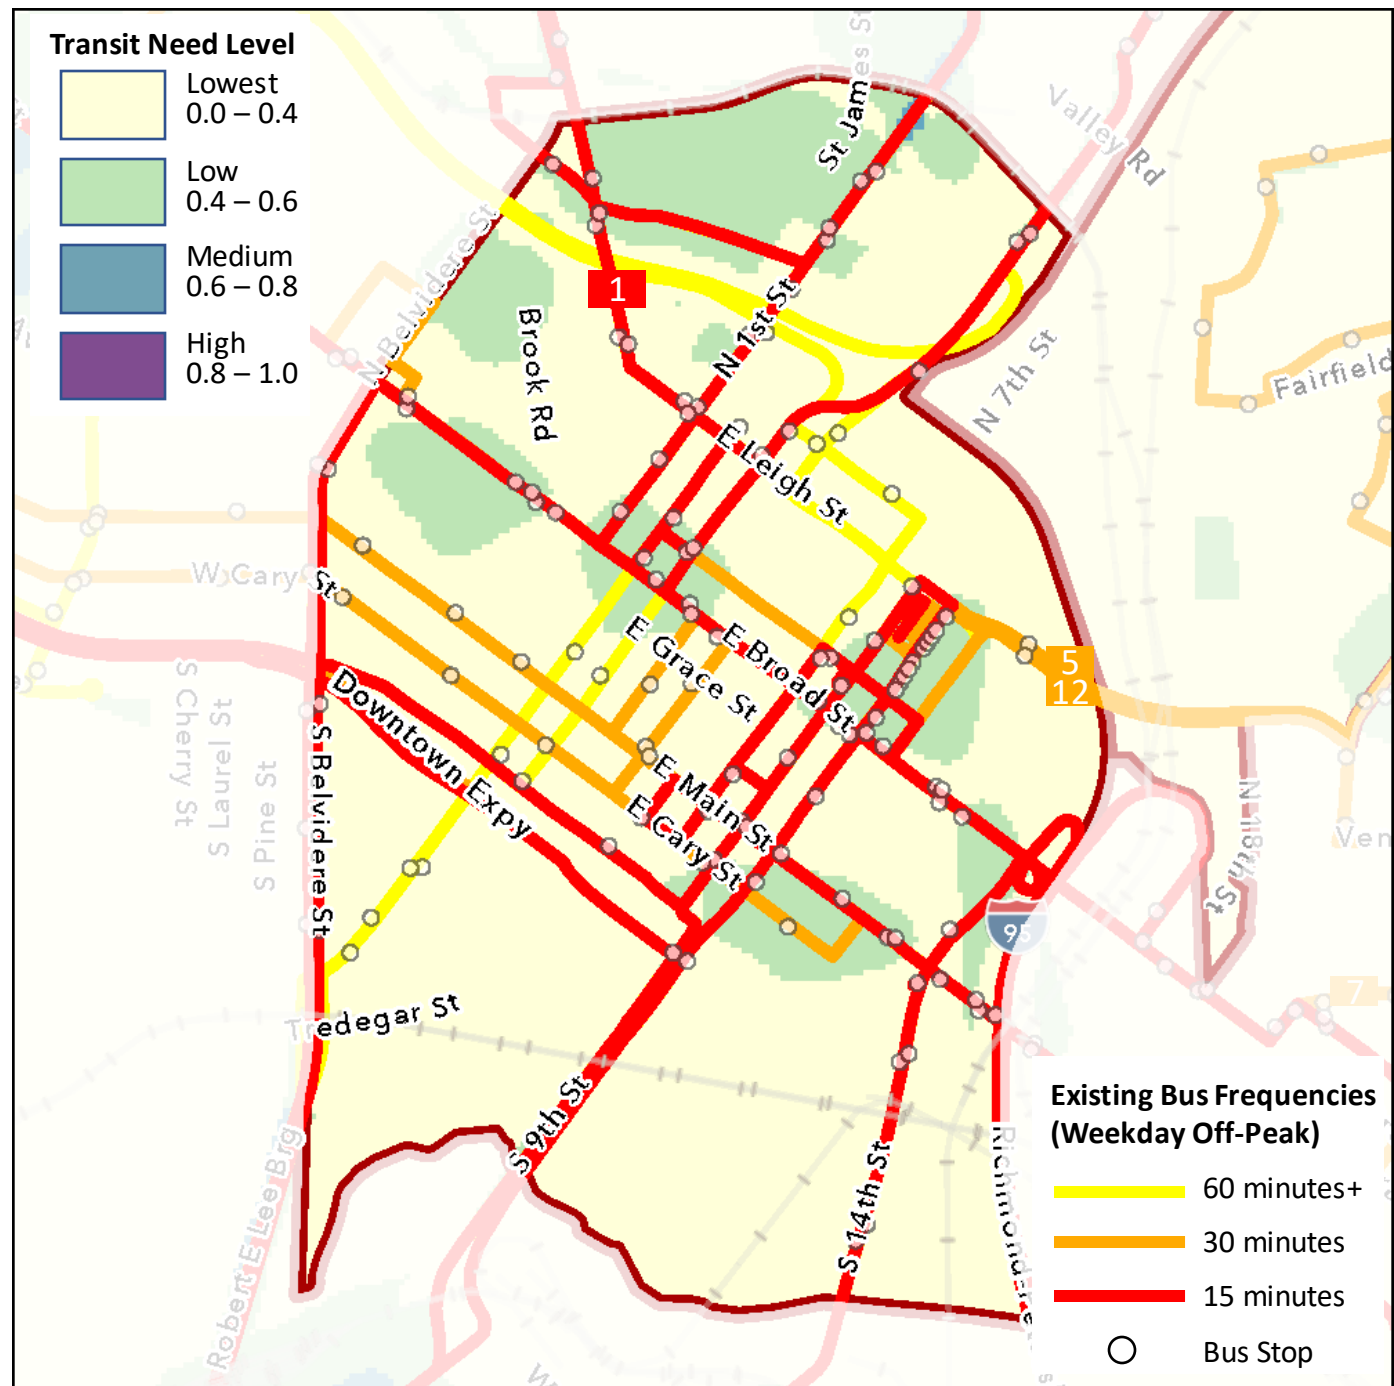 Transit Need Level
Lowest
0.0 – 0.4
Low
0.4 – 0.6
Medium
0.6 – 0.8
High
0.8 – 1.0
St James St
Valley Rd
N Belvidere St
1
Brook Rd
N 1st St
N 7th St
Fairfield
E Leigh St
W Cary St
E Grace St
E Broad St
5
12
Downtown Expy
S Cherry St
S Laurel St
S Pine St
S Belvidere St
E Main St
E Cary St
N 18th St
Ven
95
7
Tredegar St
S 9th St
S 14th St
Robert E Lee Brg
Existing Bus Frequencies
(Weekday Off-Peak)
60 minutes+
30 minutes
15 minutes
Bus Stop